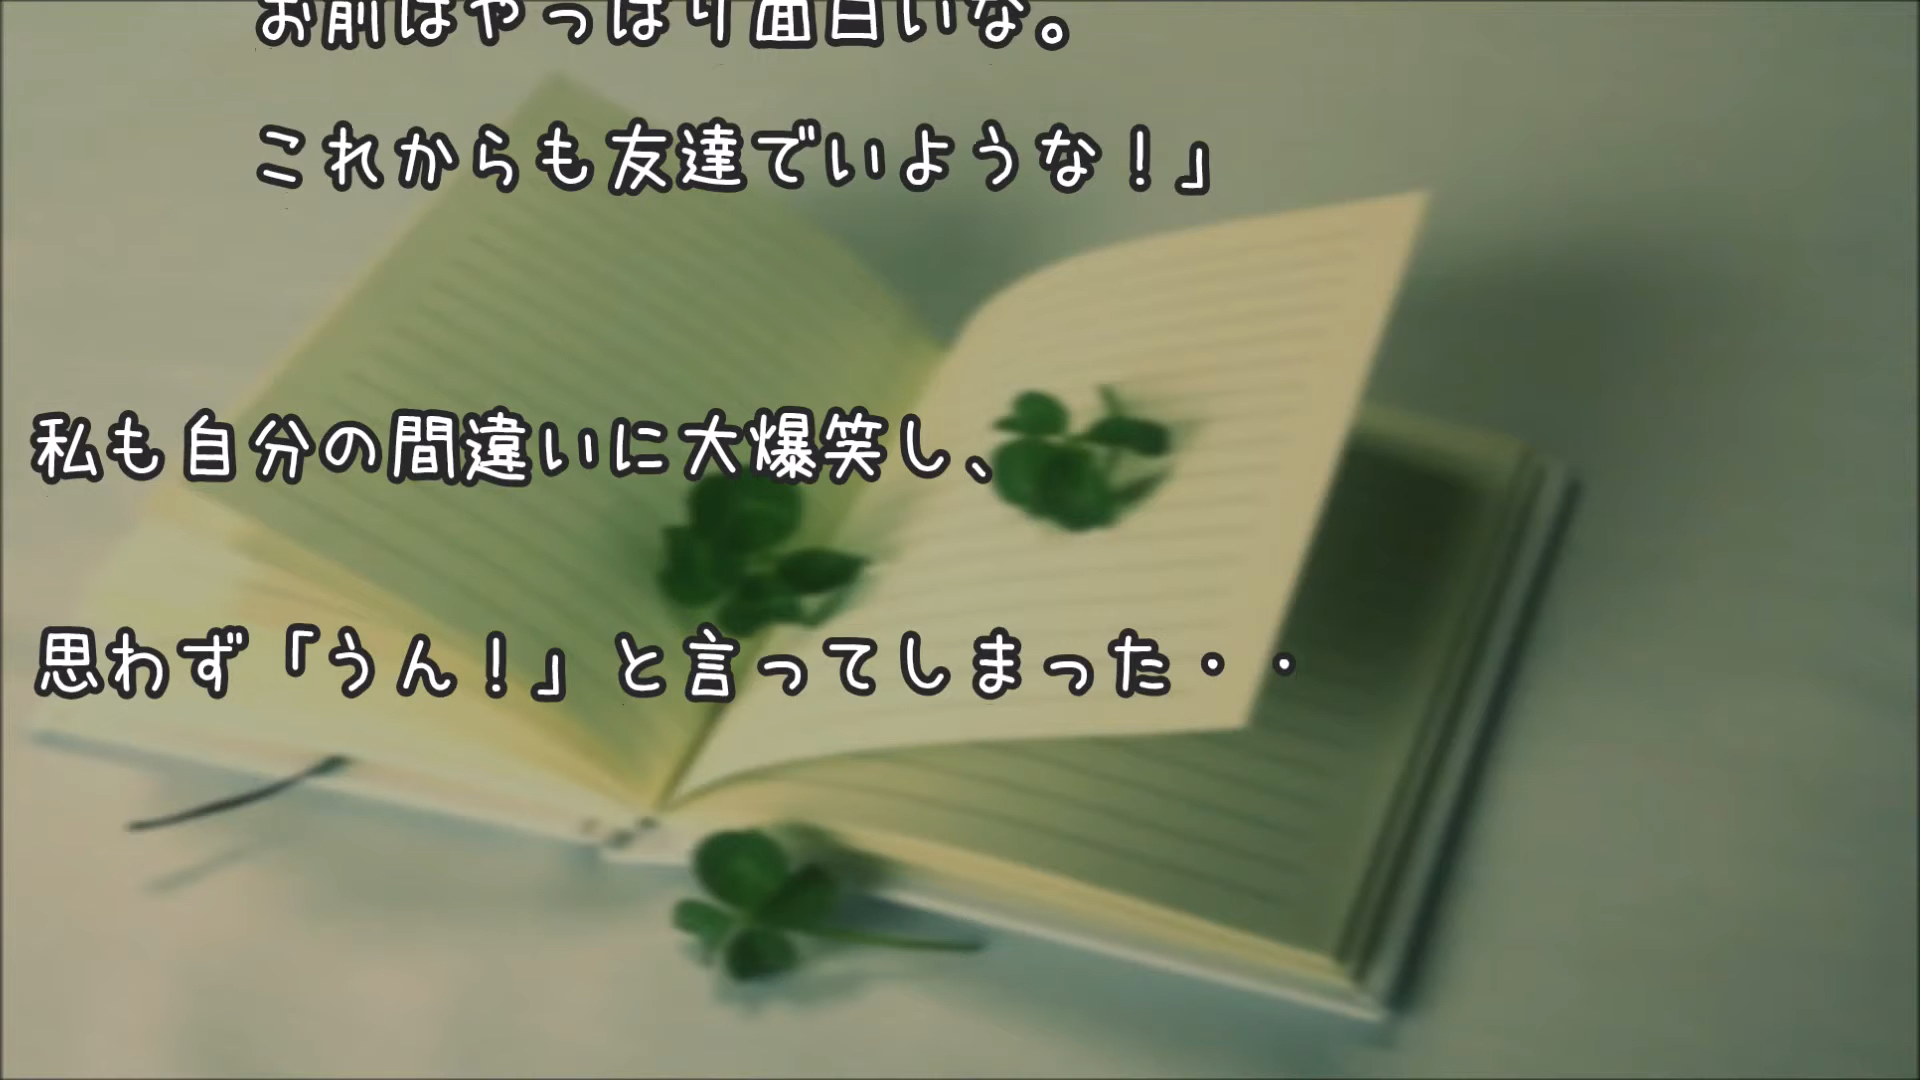 お前はやっぱり面白いな。
これからも友達でいような！」
私も自分の間違いに大爆笑し、
思わず「うん！」と言ってしまった・・